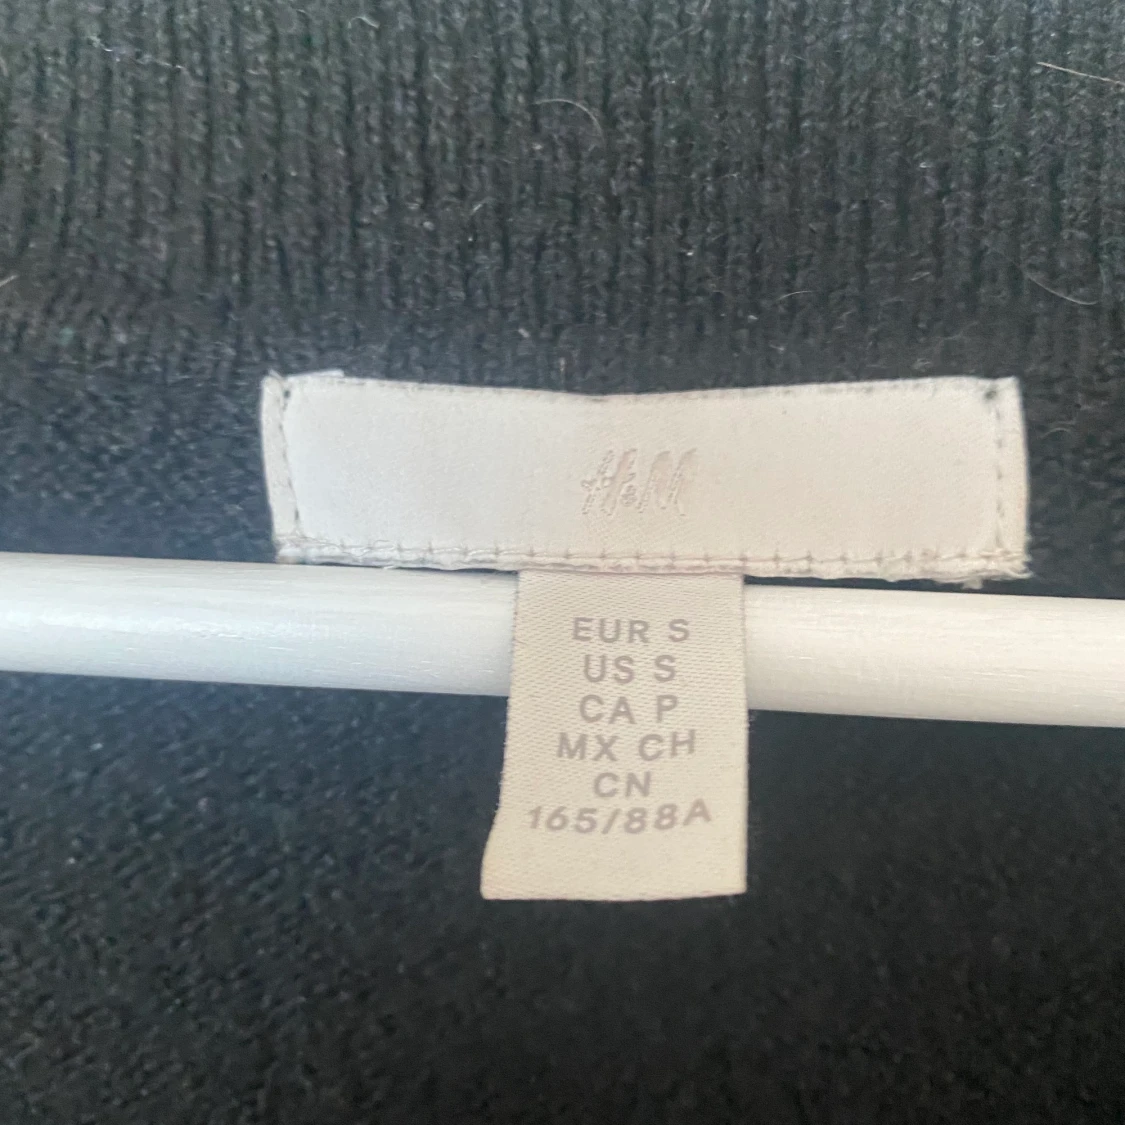 H&M
EUR S
US S
CA P
MX CH
CN
165/88A